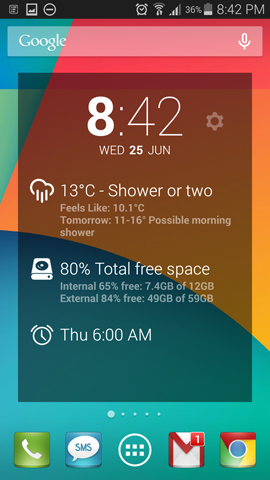 36% 8:42 PM
Google
8:42
WED 25 JUN
13°C - Shower or two
Feels Like: 10.1°C
Tomorrow: 11-16° Possible morning
shower
80% Total free space
Internal 65% free: 7.4GB of 12GB
External 84% free: 49GB of 59GB
Thu 6:00 AM
SMS
1